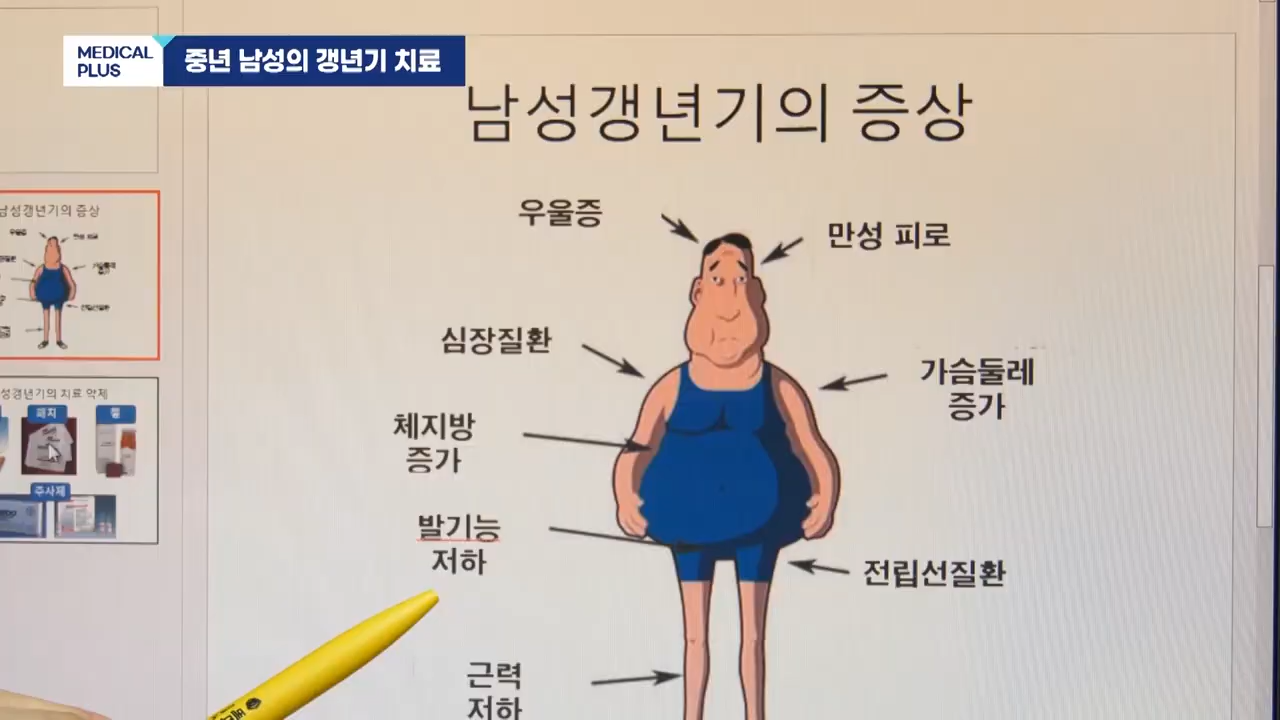 MEDICAL
PLUS
중년 남성의 갱년기 치료
남성갱년기의 증상
우울증
만성 피로
심장질환
가슴둘레
증가
체지방
증가
발기능
저하
전립선질환
근력
저하
남성갱년기의 증상
성갱년기의 치료 약제
패치
겔
주사제